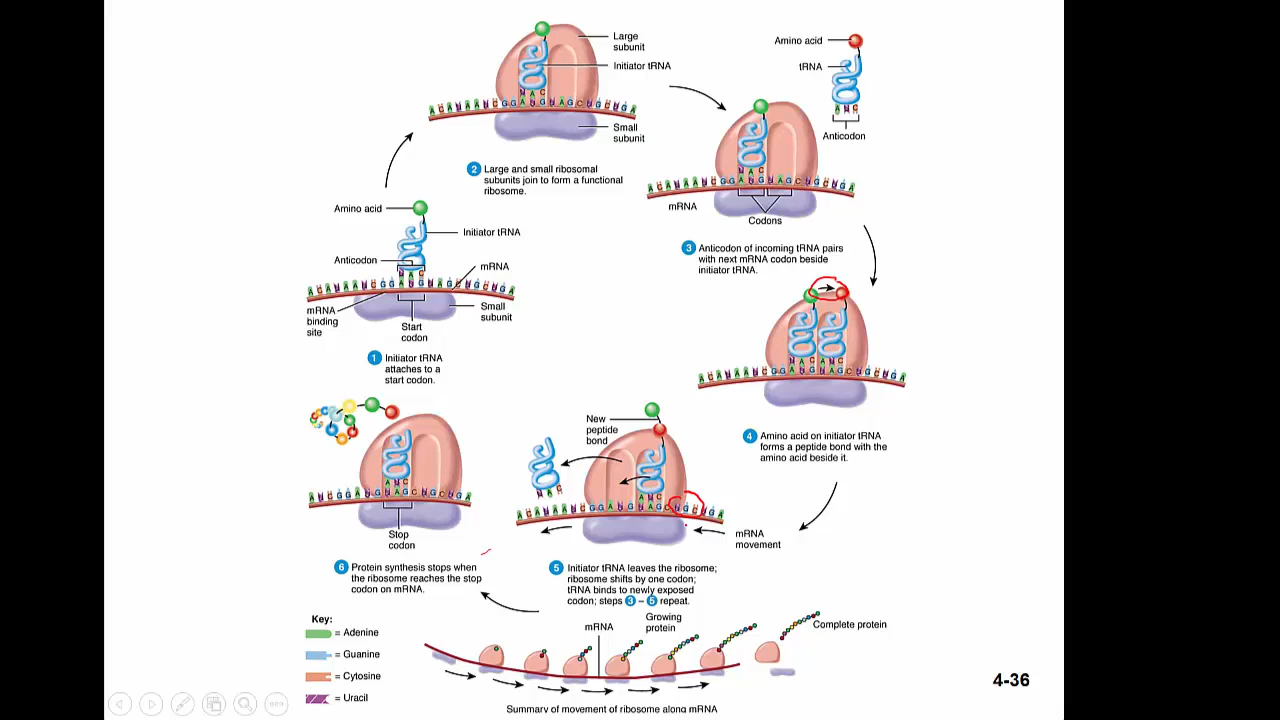 Large
subunit
Initiator tRNA
Small
subunit
2 Large and small ribosomal
subunits join to form a functional
ribosome.
Amino acid
tRNA
Anticodon
mRNA
Codons
3 Anticodon of incoming tRNA pairs
with next mRNA codon beside
initiator tRNA.
Amino acid
Initiator tRNA
Anticodon
mRNA
mRNA
binding
site
Small
subunit
Start
codon
1 Initiator tRNA
attaches to a
start codon.
4 Amino acid on initiator tRNA
forms a peptide bond with the
amino acid beside it.
New
peptide
bond
mRNA
movement
5 Initiator tRNA leaves the ribosome;
ribosome shifts by one codon;
tRNA binds to newly exposed
codon; steps 3 – 5 repeat.
Stop
codon
6 Protein synthesis stops when
the ribosome reaches the stop
codon on mRNA.
Key:
= Adenine
= Guanine
= Cytosine
= Uracil
mRNA
Growing
protein
Complete protein
Summary of movement of ribosome along mRNA
4-36